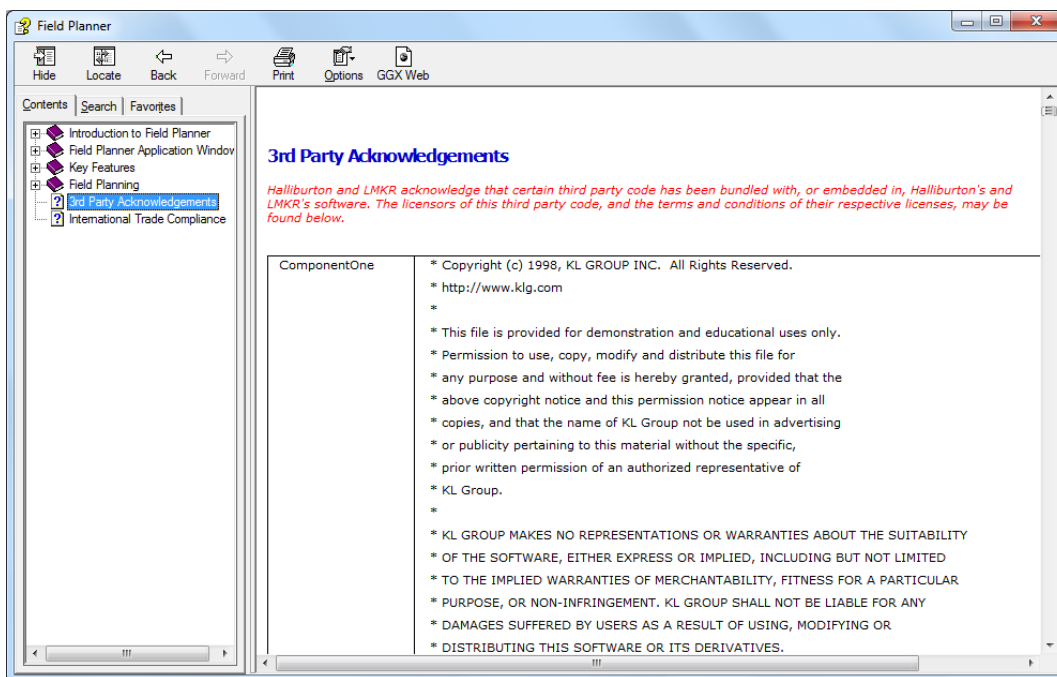 Field Planner
Hide Locate Back Forward Print Options GGX Web
Contents Search Favorites
Introduction to Field Planner
Field Planner Application Window
Key Features
Field Planning
3rd Party Acknowledgements
International Trade Compliance
3rd Party Acknowledgements
Halliburton and LMKR acknowledge that certain third party code has been bundled with, or embedded in, Halliburton's and
LMKR's software. The licensors of this third party code, and the terms and conditions of their respective licenses, may be
found below.
ComponentOne
* Copyright (c) 1998, KL GROUP INC. All Rights Reserved.
* http://www.klg.com
*
* This file is provided for demonstration and educational uses only.
* Permission to use, copy, modify and distribute this file for
* any purpose and without fee is hereby granted, provided that the
* above copyright notice and this permission notice appear in all
* copies, and that the name of KL Group not be used in advertising
* or publicity pertaining to this material without the specific,
* prior written permission of an authorized representative of
* KL Group.
*
* KL GROUP MAKES NO REPRESENTATIONS OR WARRANTIES ABOUT THE SUITABILITY
* OF THE SOFTWARE, EITHER EXPRESS OR IMPLIED, INCLUDING BUT NOT LIMITED
* TO THE IMPLIED WARRANTIES OF MERCHANTABILITY, FITNESS FOR A PARTICULAR
* PURPOSE, OR NON-INFRINGEMENT. KL GROUP SHALL NOT BE LIABLE FOR ANY
* DAMAGES SUFFERED BY USERS AS A RESULT OF USING, MODIFYING OR
* DISTRIBUTING THIS SOFTWARE OR ITS DERIVATIVES.